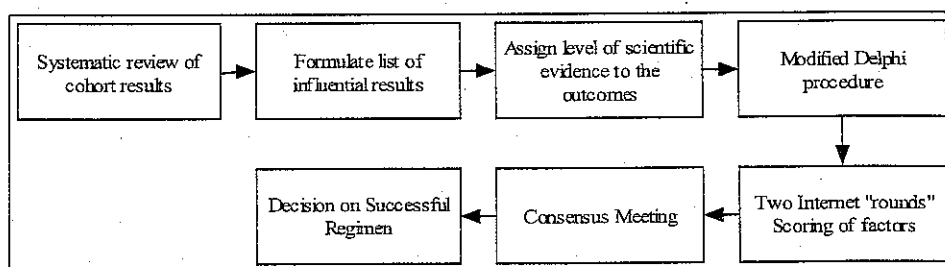 Systematic review of
cohort results
Formulate list of
influential results
Assign level of scientific
evidence to the
outcomes
Modified Delphi
procedure
Two Internet "rounds"
Scoring of factors
Consensus Meeting
Decision on Successful
Regimen